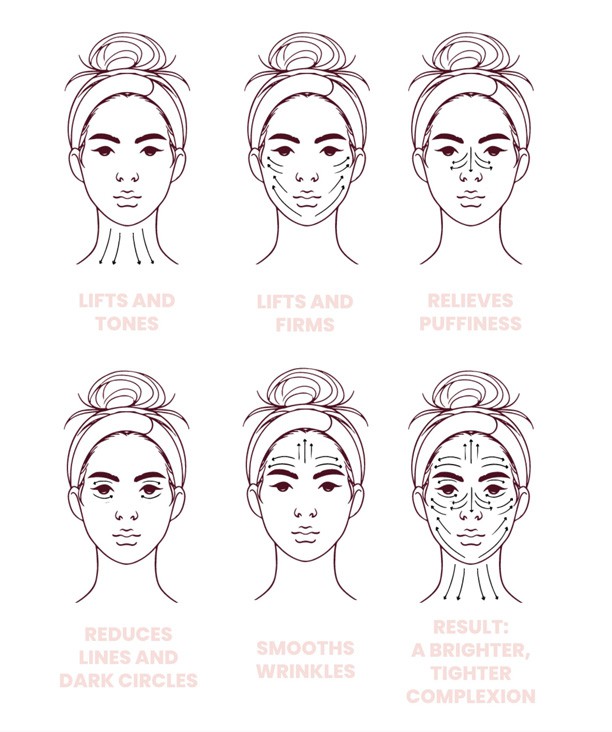 LIFTS AND
TONES
LIFTS AND
FIRMS
RELIEVES
PUFFINESS
REDUCES
LINES AND
DARK CIRCLES
SMOOTHS
WRINKLES
RESULT:
A BRIGHTER,
TIGHTER
COMPLEXION